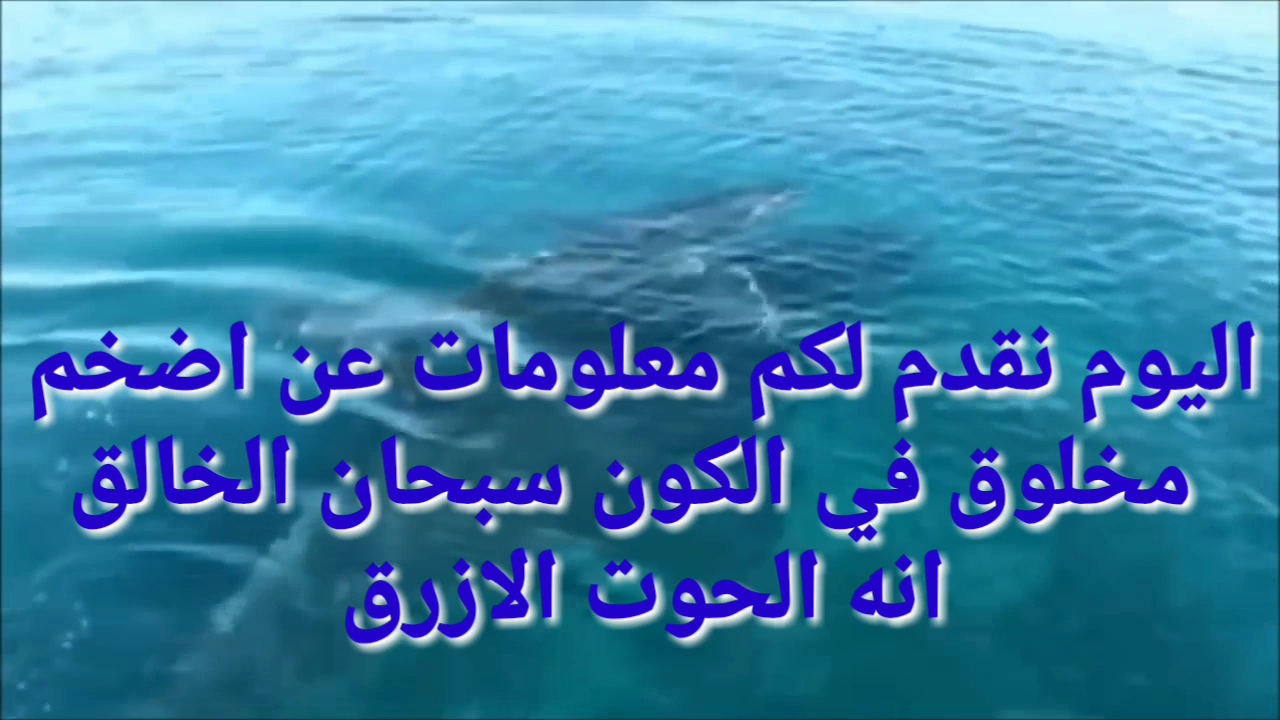 اليوم نقدم لكم معلومات عن اضخم
مخلوق في الكون سبحان الخالق
انه الحوت الازرق